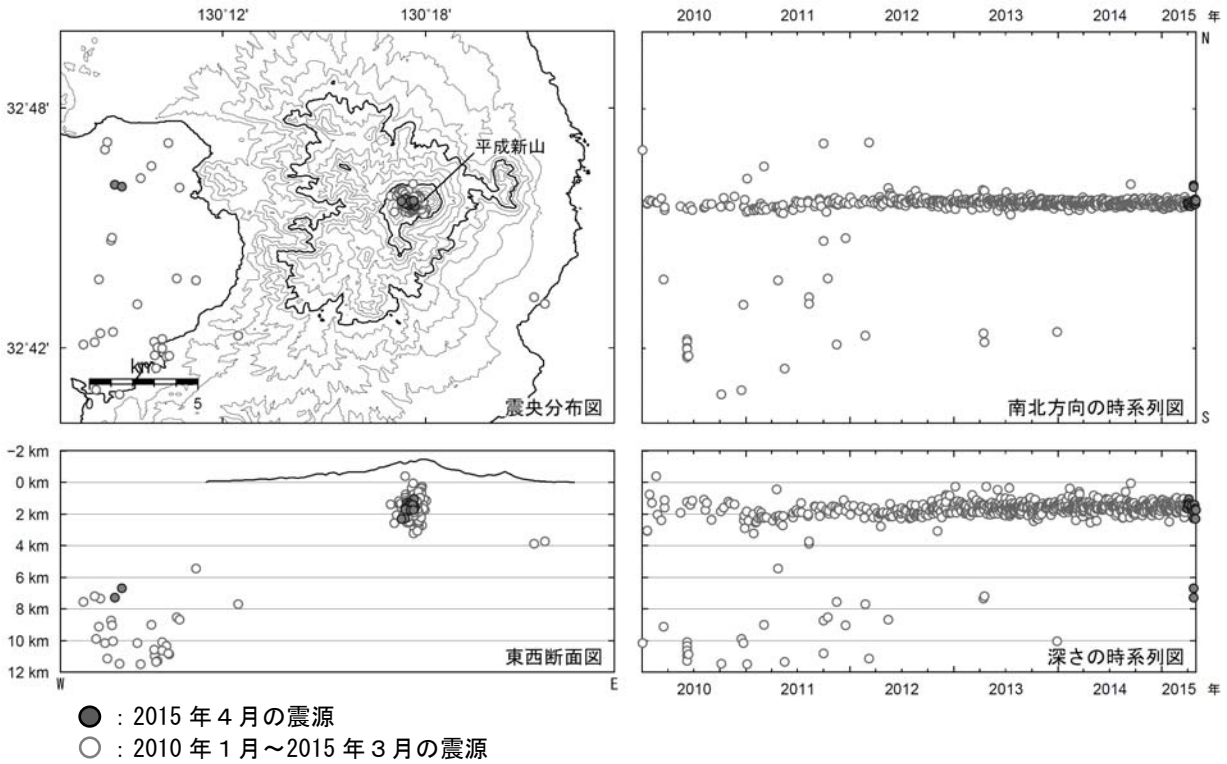 130°12′ 130°18′
32°48′
32°42′
平成新山
km
5
震央分布図
2010 2011 2012 2013 2014 2015 年
N
S
南北方向の時系列図
−2 km
0 km
2 km
4 km
6 km
8 km
10 km
12 km
W E
東西断面図
深さの時系列図
2010 2011 2012 2013 2014 2015 年
：2015 年４月の震源
：2010 年１月～2015 年３月の震源